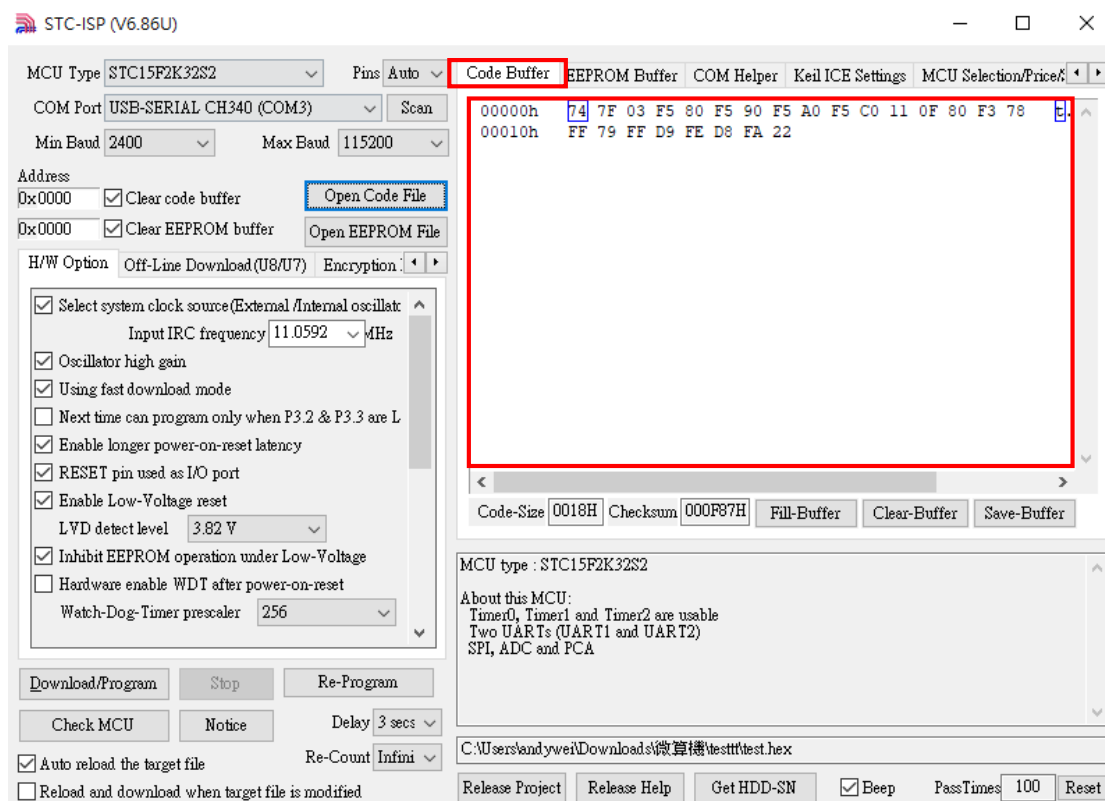 STC-ISP (V6.86U)
MCU Type STC15F2K32S2 Pins Auto
COM Port USB-SERIAL CH340 (COM3) Scan
Min Baud 2400 Max Baud 115200
Address
0x0000 Clear code buffer Open Code File
0x0000 Clear EEPROM buffer Open EEPROM File
H/W Option Off-Line Download(U8/U7) Encryption
Select system clock source(External /Internal oscillatc
Input IRC frequency 11.0592 MHz
Oscillator high gain
Using fast download mode
Next time can program only when P3.2 & P3.3 are L
Enable longer power-on-reset latency
RESET pin used as I/O port
Enable Low-Voltage reset
LVD detect level 3.82 V
Inhibit EEPROM operation under Low-Voltage
Hardware enable WDT after power-on-reset
Watch-Dog-Timer prescaler 256
Download/Program Stop Re-Program
Check MCU Notice Delay 3 secs
Auto reload the target file Re-Count Infini
Reload and download when target file is modified
Code Buffer EEPROM Buffer COM Helper Keil ICE Settings MCU Selection/Price/
00000h 74 7F 03 F5 80 F5 90 F5 A0 F5 C0 11 0F 80 F3 78 t.
00010h FF 79 FF D9 FE D8 FA 22
Code-Size 0018H Checksum 000F87H Fill-Buffer Clear-Buffer Save-Buffer
MCU type : STC15F2K32S2
About this MCU:
Timer0, Timer1 and Timer2 are usable
Two UARTs (UART1 and UART2)
SPI, ADC and PCA
C:\Users\andywei\Downloads\微算機\testtt\test.hex
Release Project Release Help Get HDD-SN Beep PassTimes 100 Reset